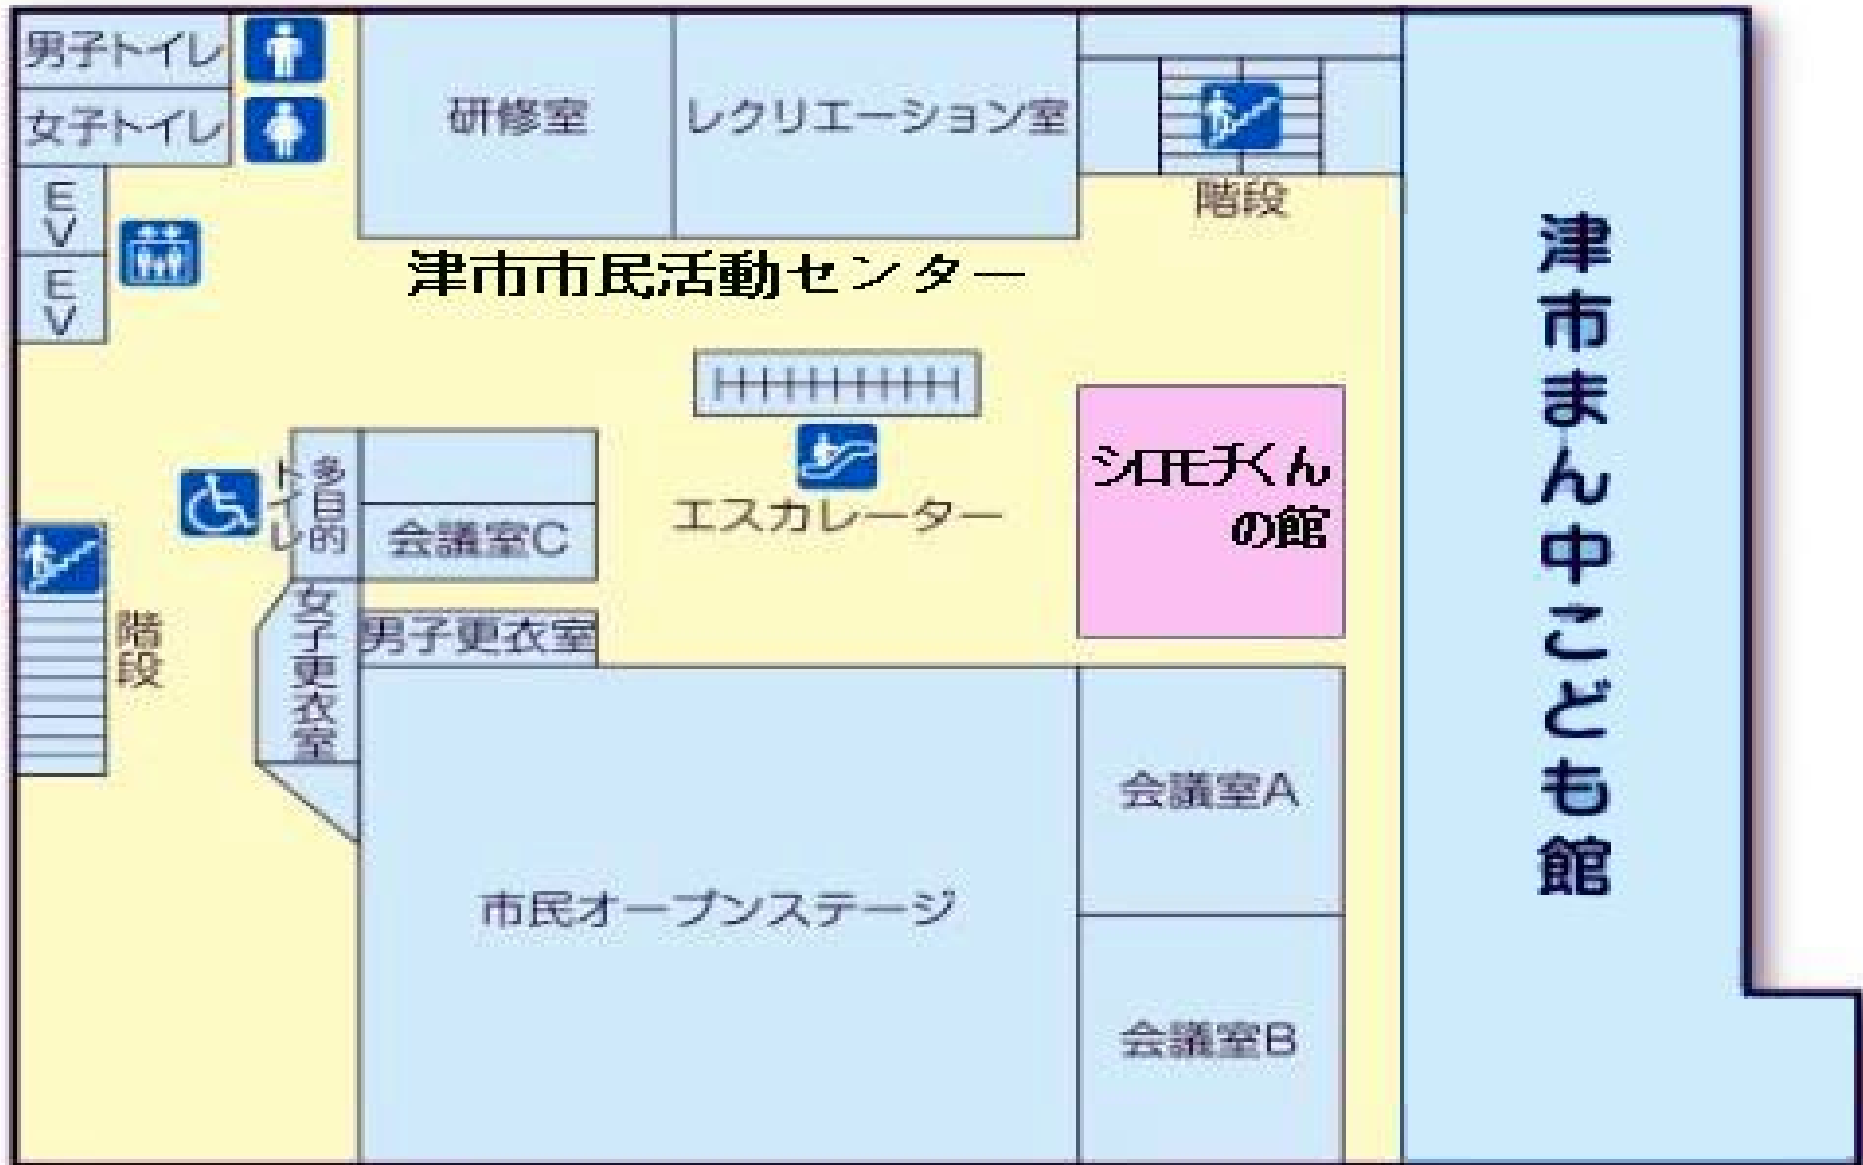 男子トイレ
女子トイレ
研修室
レクリエーション室
階段
EV
EV
津市市民活動センター
シロモチくん
の館
エスカレーター
多目的
トイレ
会議室C
女子更衣室
男子更衣室
階段
会議室A
市民オープンステージ
会議室B
津市まん中こども館